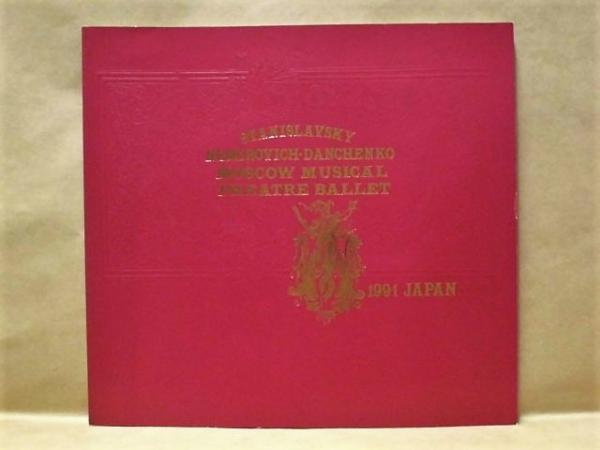 STANISLAVSKY
NEMIROVICH-DANCHENKO
MOSCOW MUSICAL
THEATRE BALLET
1991 JAPAN